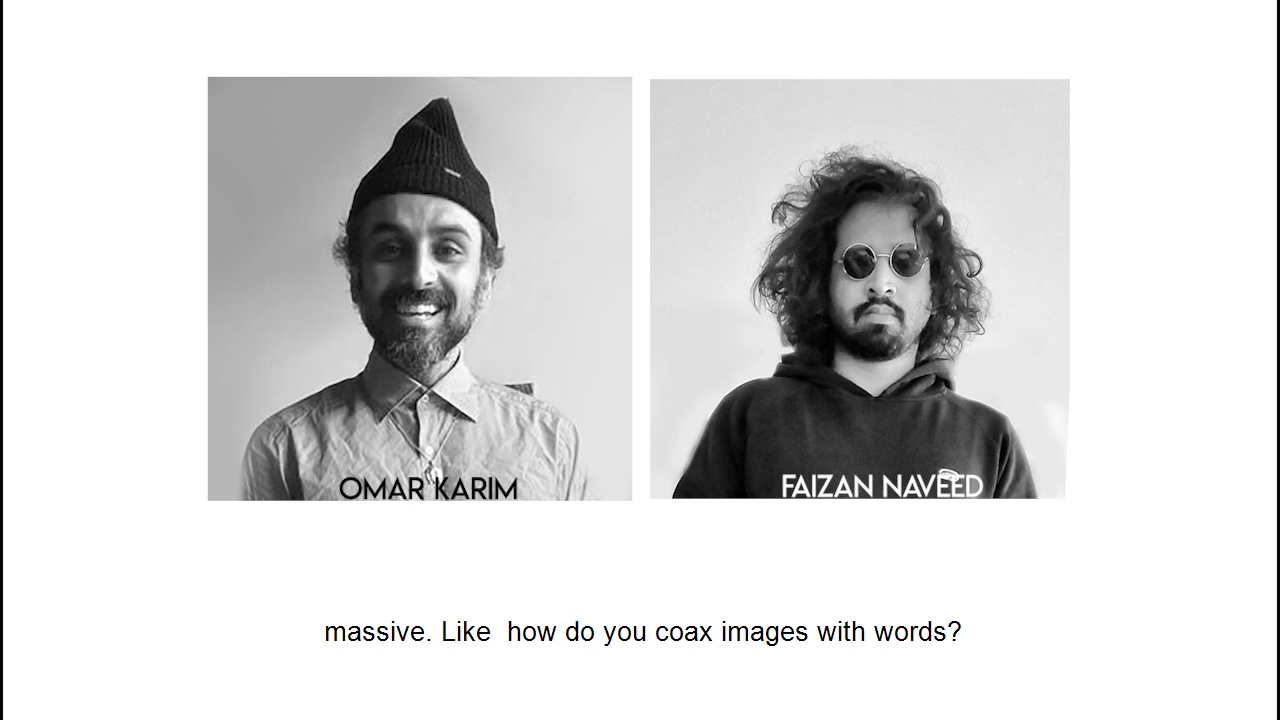 OMAR KARIM
FAIZAN NAVEED
massive. Like  how do you coax images with words?